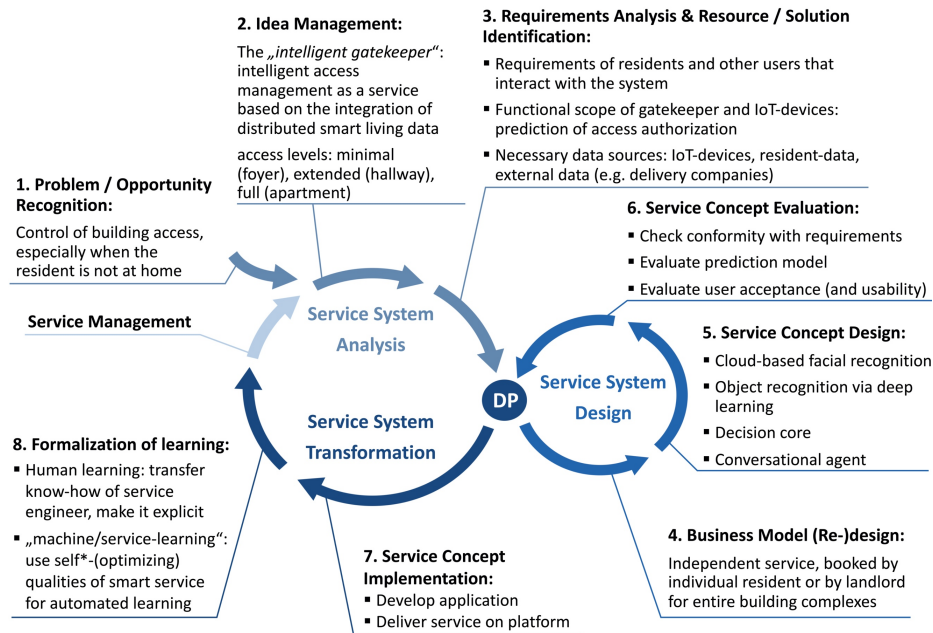 1. Problem / Opportunity
Recognition:
Control of building access,
especially when the
resident is not at home
2. Idea Management:
The „intelligent gatekeeper“:
intelligent access
management as a service
based on the integration of
distributed smart living data
access levels: minimal
(foyer), extended (hallway),
full (apartment)
3. Requirements Analysis & Resource / Solution
Identification:
▪ Requirements of residents and other users that
interact with the system
▪ Functional scope of gatekeeper and IoT-devices:
prediction of access authorization
▪ Necessary data sources: IoT-devices, resident-data,
external data (e.g. delivery companies)
6. Service Concept Evaluation:
▪ Check conformity with requirements
▪ Evaluate prediction model
▪ Evaluate user acceptance (and usability)
Service Management
Service System
Analysis
5. Service Concept Design:
▪ Cloud-based facial recognition
▪ Object recognition via deep
learning
▪ Decision core
▪ Conversational agent
DP
Service System
Design
Service System
Transformation
8. Formalization of learning:
▪ Human learning: transfer
know-how of service
engineer, make it explicit
▪ „machine/service-learning“:
use self*-(optimizing)
qualities of smart service
for automated learning
7. Service Concept
Implementation:
▪ Develop application
▪ Deliver service on platform
4. Business Model (Re-)design:
Independent service, booked by
individual resident or by landlord
for entire building complexes